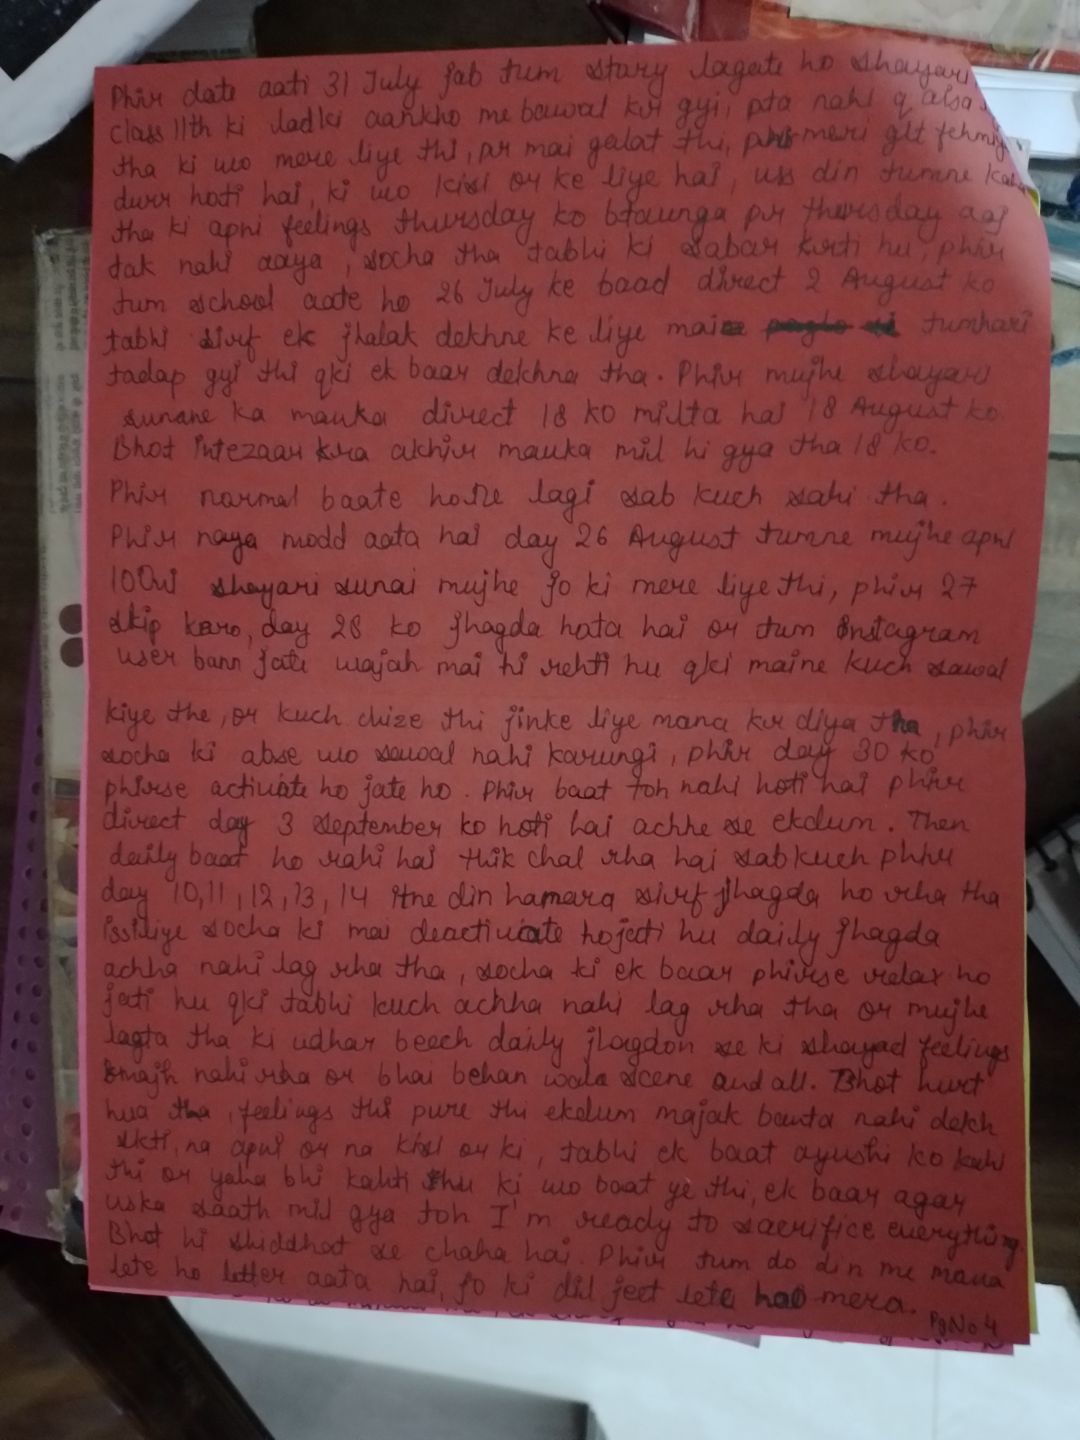 Phir date aati 31 July jab tum story lagate ho shayari
class 11th ki ladki aankho me bawal kr gyi, pta nahi q aisa
tha ki wo mere liye thi, pr mai galat thi, phir meri glt fehmi
durr hoti hai, ki wo kisi or ke liye hai, uss din tumne kaha
tha ki apni feelings thursday ko btaunga pr thursday aaj
tak nahi aaya, socha tha tabhi ki sabar krti hu, phir
tum school aate ho 26 July ke baad direct 2 August ko
tabhi sirf ek jhalak dekhne ke liye mai tumhari
tadap gyi thi qki ek baar dekhna tha. Phir mujhe shayari
sunane ka mauka direct 18 ko milta hai 18 August ko.
Bhot intezaar kra akhir mauka mil hi gya tha 18 ko.
Phir normal baate hone lagi sab kuch sahi tha.
Phir naya modd aata hai day 26 August tumne mujhe apni
100vi shayari sunai mujhe jo ki mere liye thi, phir 27
skip karo, day 28 ko jhagda hota hai or tum instagram
user bann jate wajah mai hi rehti hu qki maine kuch sawal
kiye the, or kuch chize thi jinke liye mana kr diya tha, phir
socha ki abse wo sawal nahi karungi, phir day 30 ko
phirse activate ho jate ho. Phir baat toh nahi hoti hai phir
direct day 3 September ko hoti hai achhe se ekdum. Then
daily baat ho rahi hai thik chal rha hai sab kuch phir
day 10, 11, 12, 13, 14 itne din hamara sirf jhagda ho rha tha
issliye socha ki mai deactivate hojati hu daily jhagda
achha nahi lag rha tha, socha ki ek baar phirse relax ho
jati hu qki tabhi kuch achha nahi lag rha tha or mujhe
lagta tha ki udhar beech daily jhagdon se ki shayad feelings
smajh nahi rha or bhai behan wala scene and all. Bhot hurt
hua tha, feelings thi pure thi ekdum majak banta nahi dekh
skti, na apni or na kisi or ki, tabhi ek baat ayushi ko kahi
thi or yaha bhi kahti hu ki wo baat ye thi, ek baar agar
uska saath mil gya toh I'm ready to sacrifice everything.
Bhot hi shiddhat se chaha hai. Phir tum do din me mana
lete ho letter aata hai, jo ki dil jeet lete hao mera.
Pg No 4